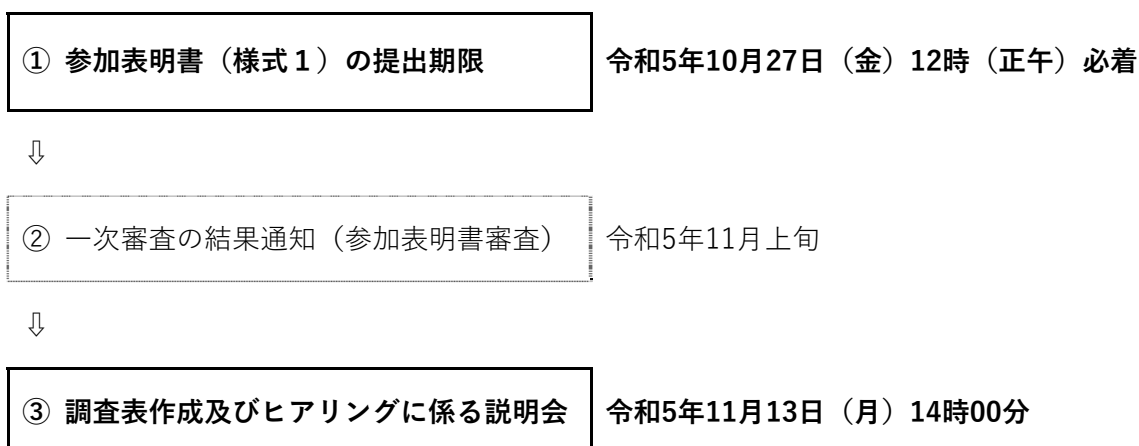 ① 参加表明書（様式１）の提出期限 令和5年10月27日（金）12時（正午）必着
⇩
② 一次審査の結果通知（参加表明書審査） 令和5年11月上旬
⇩
③ 調査表作成及びヒアリングに係る説明会 令和5年11月13日（月）14時00分